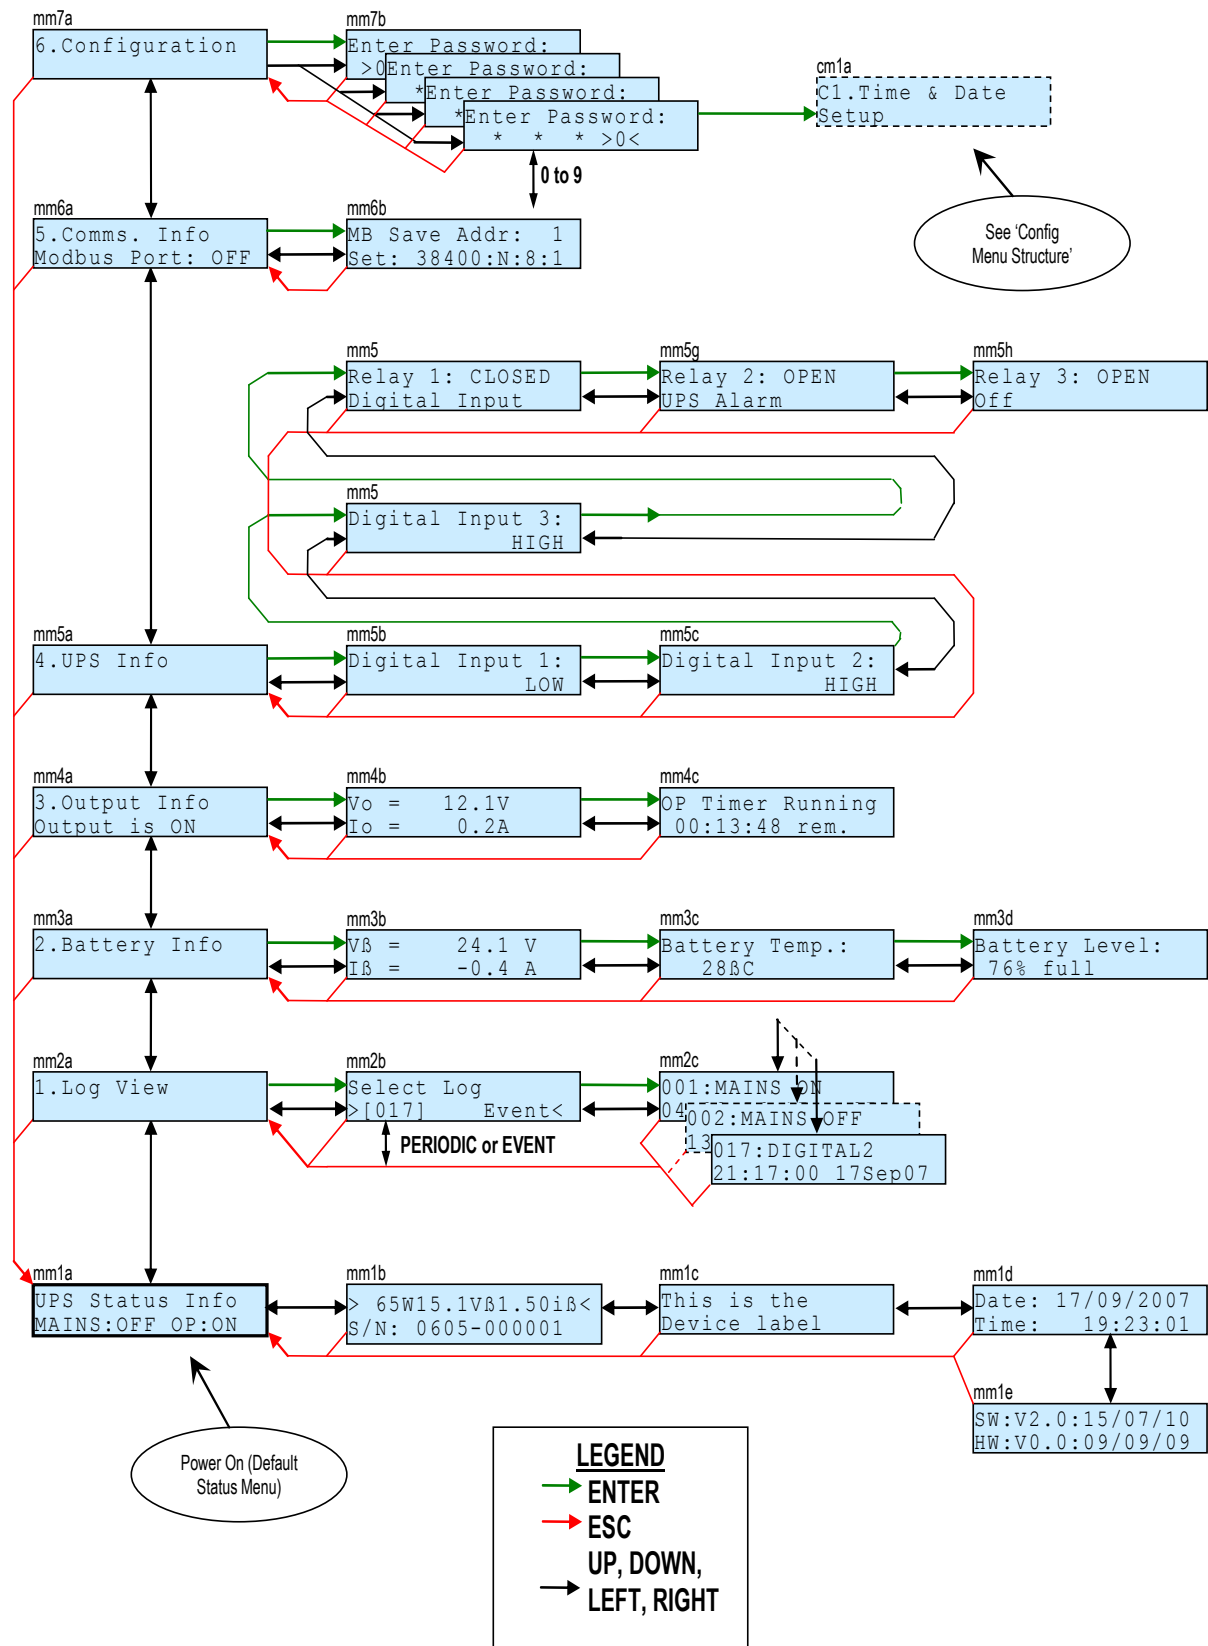 mm7a
6.Configuration
mm7b
Enter Password:
>0
Enter Password:
*
Enter Password:
*
Enter Password:
* * * >0<
0 to 9
cm1a
C1.Time & Date
Setup
See 'Config
Menu Structure'
mm6a
5.Comms. Info
Modbus Port: OFF
mm6b
MB Save Addr: 1
Set: 38400:N:8:1
mm5
Relay 1: CLOSED
Digital Input
mm5g
Relay 2: OPEN
UPS Alarm
mm5h
Relay 3: OPEN
Off
mm5
Digital Input 3:
HIGH
mm5a
4.UPS Info
mm5b
Digital Input 1:
LOW
mm5c
Digital Input 2:
HIGH
mm4a
3.Output Info
Output is ON
mm4b
Vo = 12.1V
Io = 0.2A
mm4c
OP Timer Running
00:13:48 rem.
mm3a
2.Battery Info
mm3b
Vß = 24.1 V
Iß = -0.4 A
mm3c
Battery Temp.:
28ßC
mm3d
Battery Level:
76% full
mm2a
1.Log View
mm2b
Select Log
>[017] Event<
PERIODIC or EVENT
mm2c
001:MAINS ON
04
002:MAINS OFF
13
017:DIGITAL2
21:17:00 17Sep07
mm1a
UPS Status Info
MAINS:OFF OP:ON
mm1b
> 65W15.1Vß1.50iß<
S/N: 0605-000001
mm1c
This is the
Device label
mm1d
Date: 17/09/2007
Time: 19:23:01
mm1e
SW:V2.0:15/07/10
HW:V0.0:09/09/09
Power On (Default
Status Menu)
LEGEND
ENTER
ESC
UP, DOWN,
LEFT, RIGHT